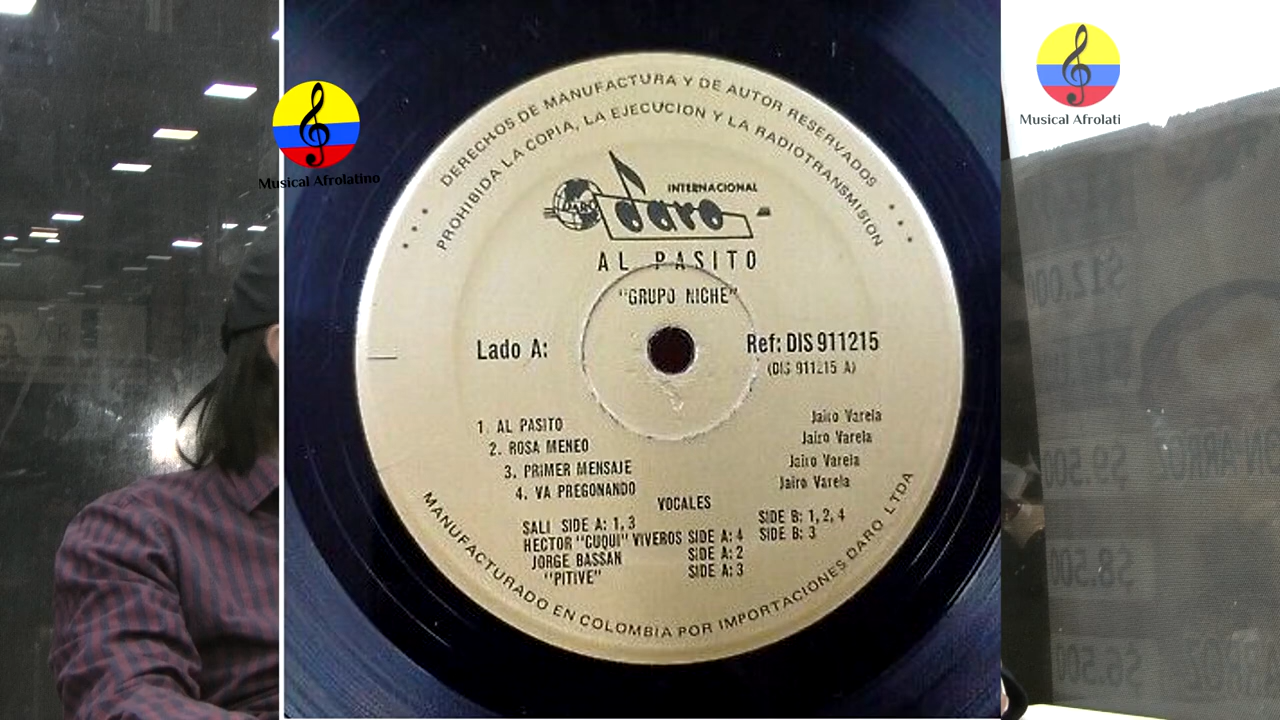 DERECHOS DE MANUFACTURA Y DE AUTOR RESERVADOS
PROHIBIDA LA COPIA, LA EJECUCION Y LA RADIOTRANSMISION
INTERNACIONAL
DARO daro
AL PASITO
"GRUPO NICHE"
Lado A:
Ref: DIS 911215
(DIS 911215 A)
1. AL PASITO Jairo Varela
2. ROSA MENEO Jairo Varela
3. PRIMER MENSAJE Jairo Varela
4. VA PREGONANDO Jairo Varela
VOCALES
SALI SIDE A: 1, 3 SIDE B: 1, 2, 4
HECTOR "CUQUI" VIVEROS SIDE A: 4 SIDE B: 3
JORGE BASSAN SIDE A: 2
"PITIVE" SIDE A: 3
MANUFACTURADO EN COLOMBIA POR IMPORTACIONES DARO LTDA
Musical Afrolatino
Musical Afrolati
$12.000
$9.500
$8.500
$6.500